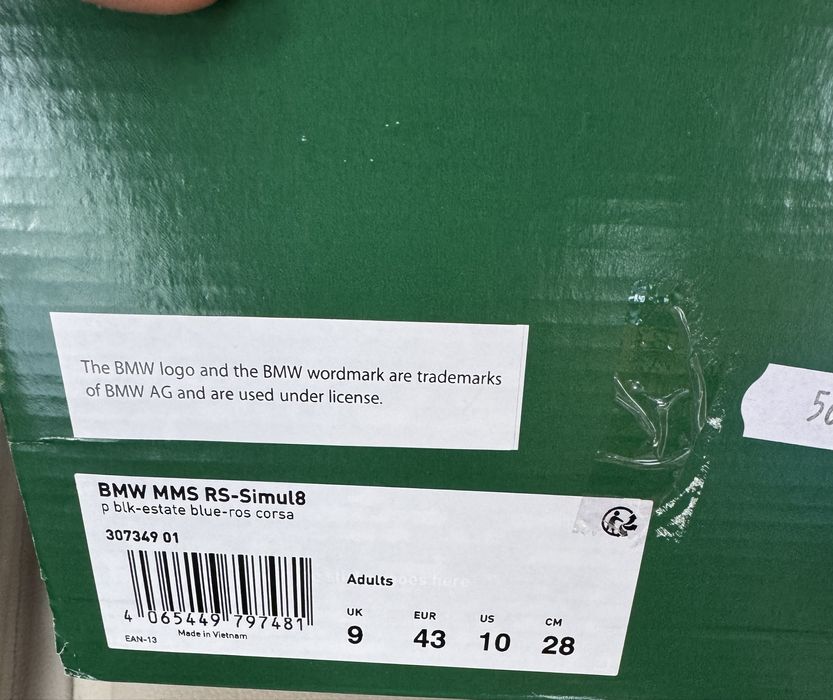 The BMW logo and the BMW wordmark are trademarks
of BMW AG and are used under license.
50
BMW MMS RS-Simul8
p blk-estate blue-ros corsa
307349 01
Adults
UK EUR US CM
9 43 10 28
4 065449 797481
EAN-13 Made in Vietnam